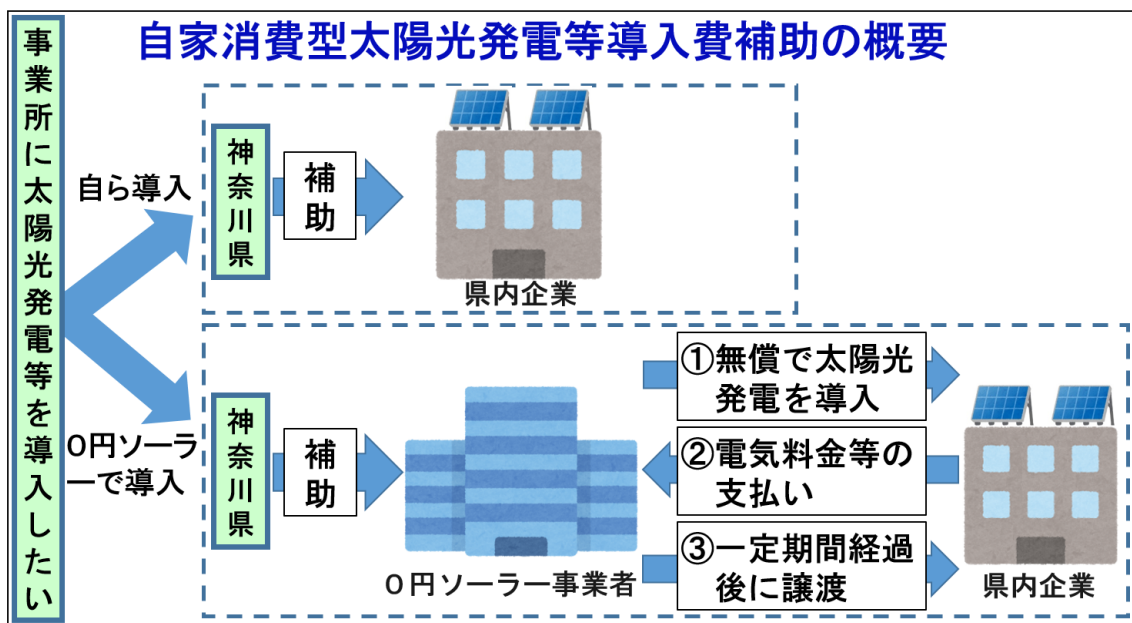 自家消費型太陽光発電等導入費補助の概要
事業所に太陽光発電等を導入したい
自ら導入
神奈川県
補助
県内企業
0円ソーラ
ーで導入
神奈川県
補助
0円ソーラー事業者
①無償で太陽光
発電を導入
②電気料金等の
支払い
③一定期間経過
後に譲渡
県内企業